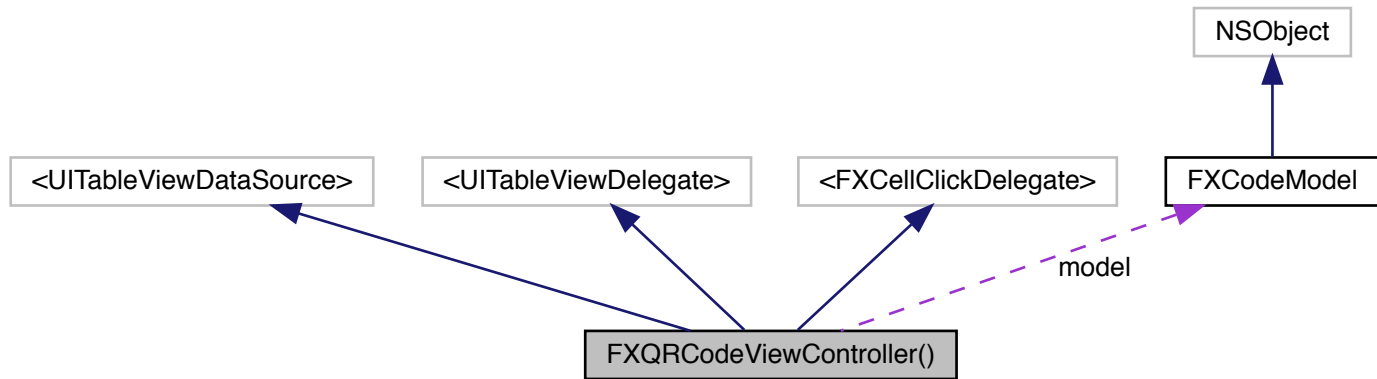 NSObject
<UITableViewDataSource>
<UITableViewDelegate>
<FXCellClickDelegate>
FXCodeModel
model
FXQRCodeViewController()